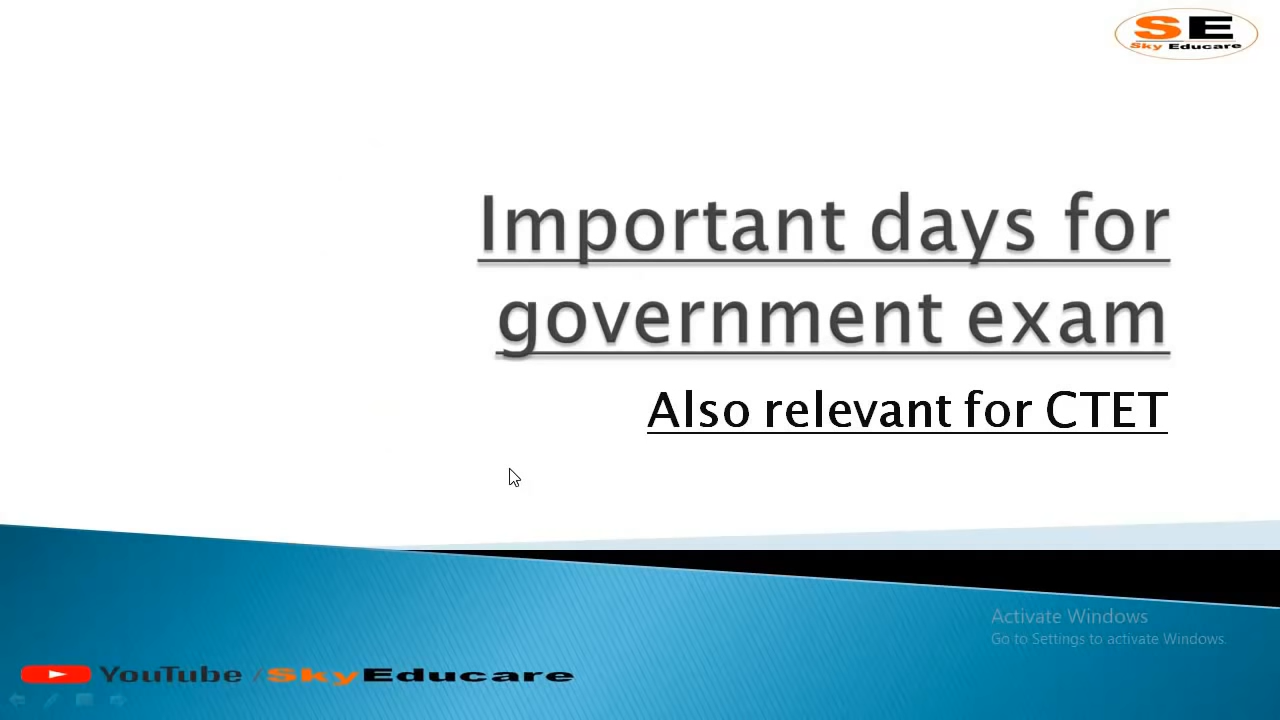 SE
Sky Educare
Important days for
government exam
Also relevant for CTET
Activate Windows
Go to Settings to activate Windows.
YouTube /SkyEducare